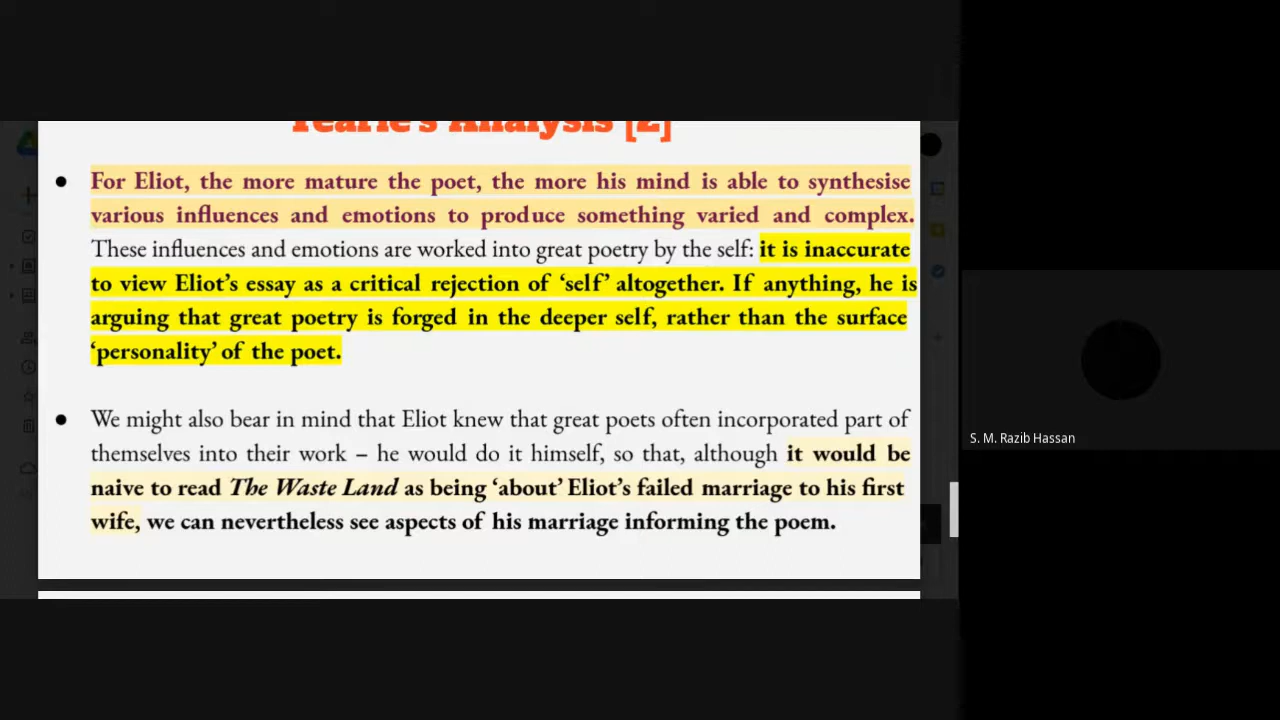 Tearle's Analysis [2]
● For Eliot, the more mature the poet, the more his mind is able to synthesise
various influences and emotions to produce something varied and complex.
These influences and emotions are worked into great poetry by the self: it is inaccurate
to view Eliot's essay as a critical rejection of ‘self’ altogether. If anything, he is
arguing that great poetry is forged in the deeper self, rather than the surface
‘personality’ of the poet.
● We might also bear in mind that Eliot knew that great poets often incorporated part of
themselves into their work – he would do it himself, so that, although it would be
naive to read The Waste Land as being ‘about’ Eliot's failed marriage to his first
wife, we can nevertheless see aspects of his marriage informing the poem.
S. M. Razib Hassan